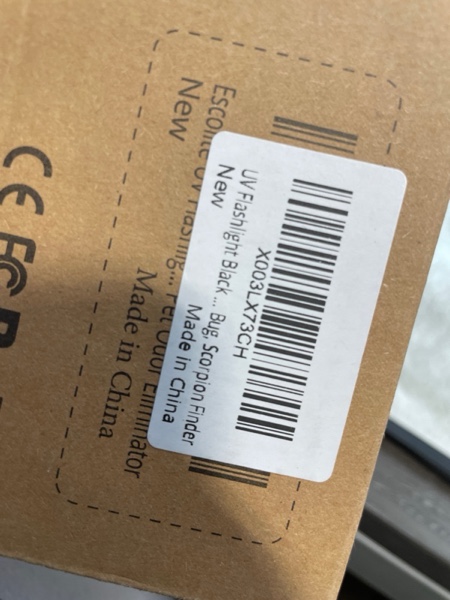 X003LX73CH
UV Flashlight Black... Bug, Scorpion Finder
New
Made in China
Escolite UV Flashlig... Pet Odor Eliminator
New
Made in China
CE FC